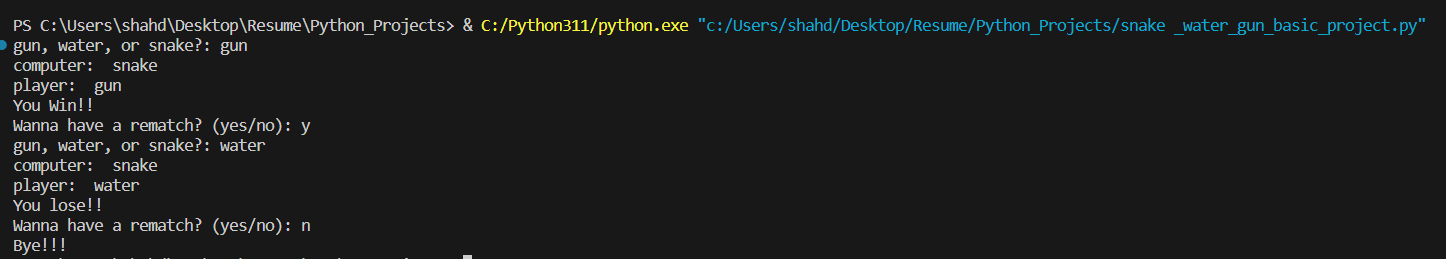 PS C:\Users\shahd\Desktop\Resume\Python_Projects> & C:/Python311/python.exe "c:/Users/shahd/Desktop/Resume/Python_Projects/snake _water_gun_basic_project.py"
gun, water, or snake?: gun
computer:  snake
player:  gun
You Win!!
Wanna have a rematch? (yes/no): y
gun, water, or snake?: water
computer:  snake
player:  water
You lose!!
Wanna have a rematch? (yes/no): n
Bye!!!